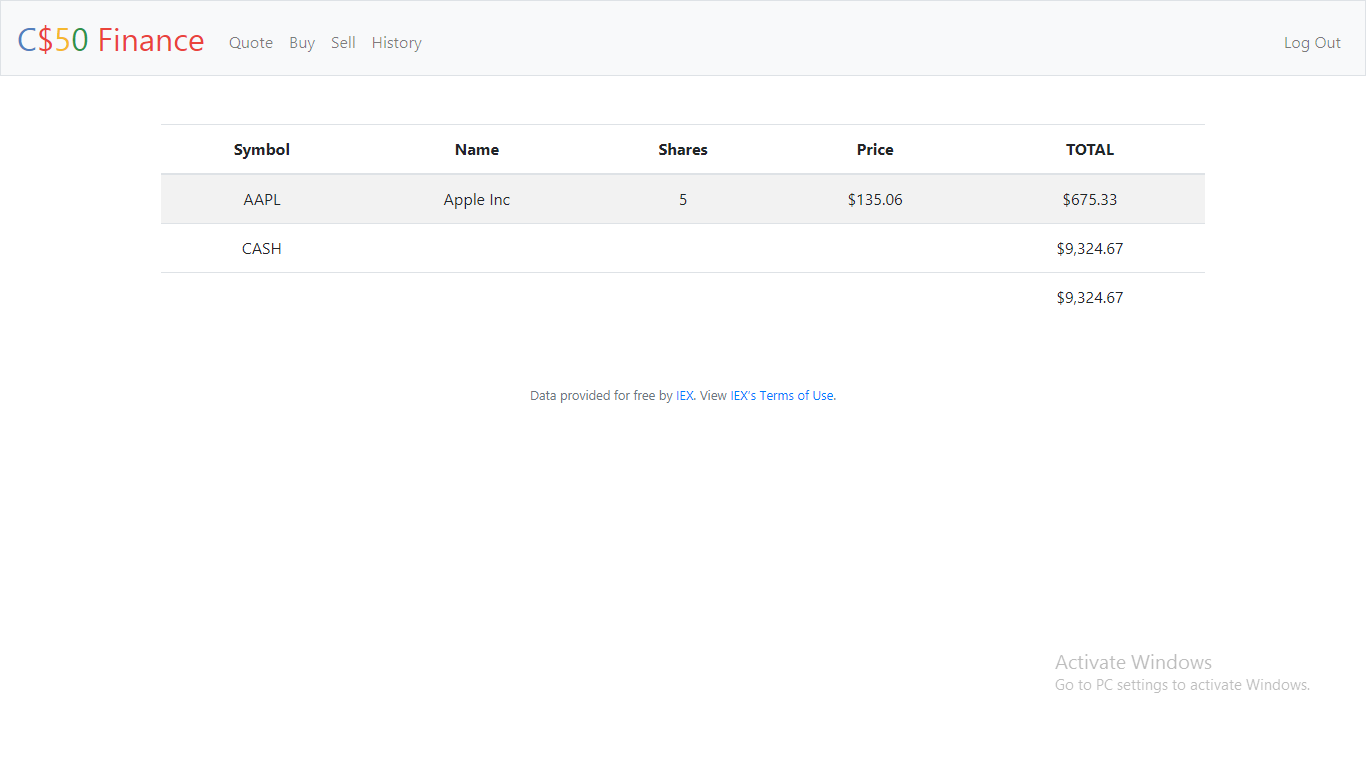 C$50 Finance Quote Buy Sell History Log Out
Symbol Name Shares Price TOTAL
AAPL Apple Inc 5 $135.06 $675.33
CASH $9,324.67
$9,324.67
Data provided for free by IEX. View IEX's Terms of Use.
Activate Windows
Go to PC settings to activate Windows.